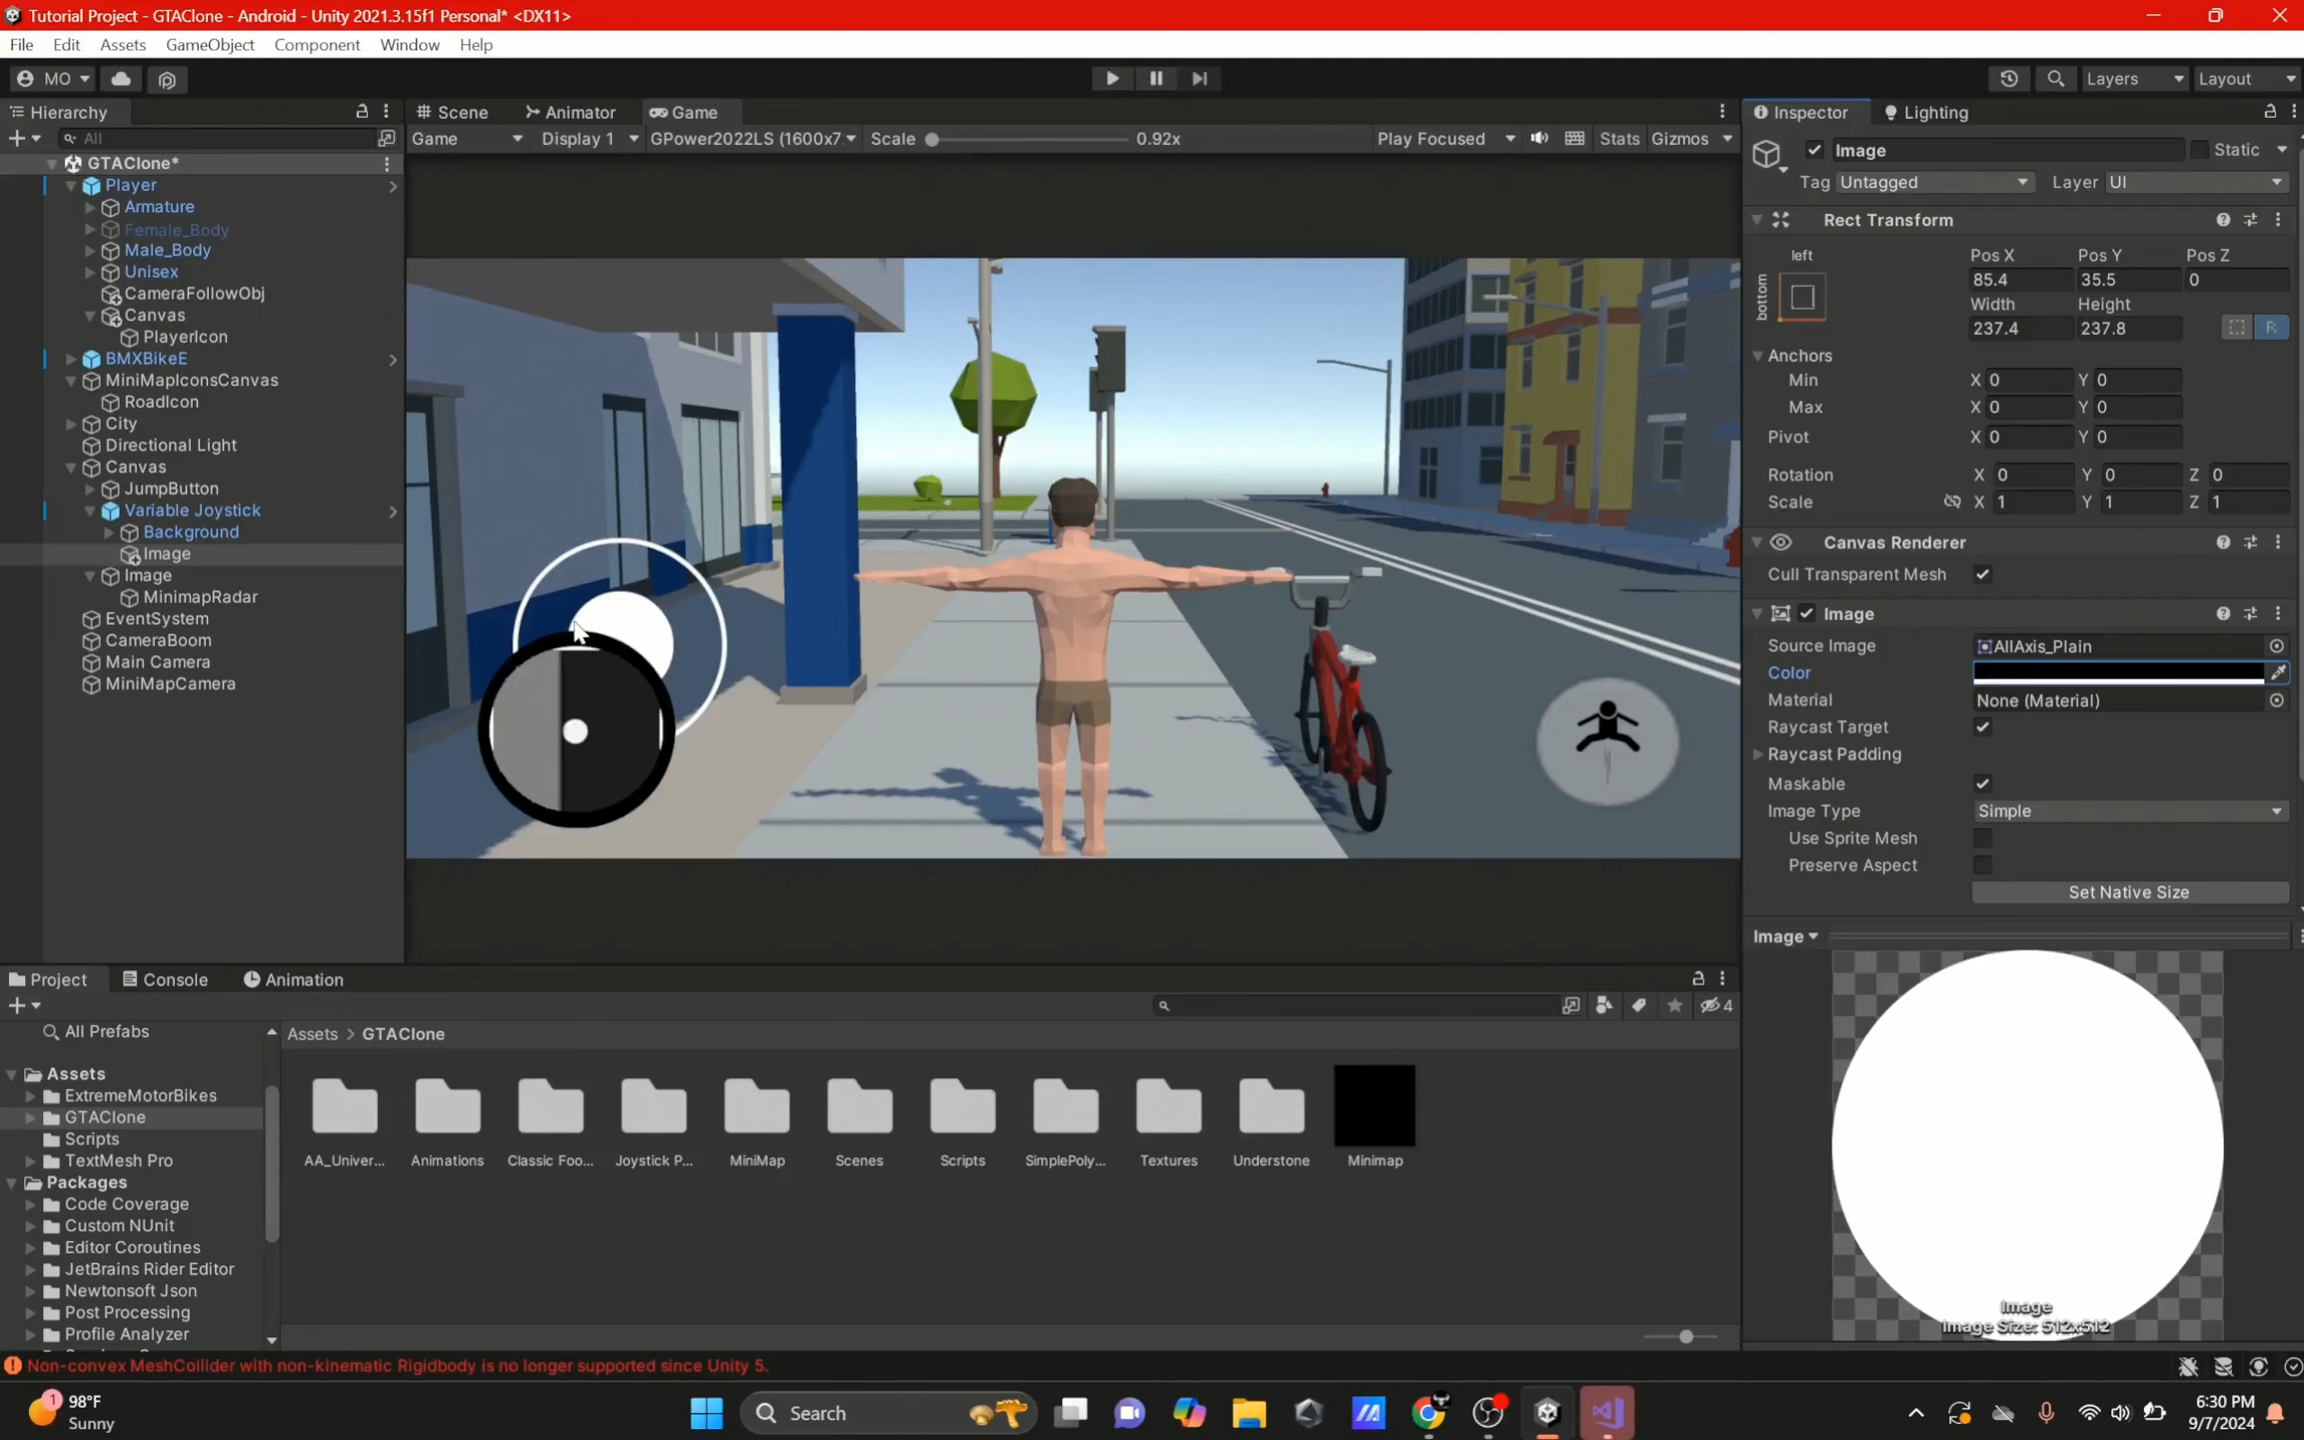 Tutorial Project - GTAClone - Android - Unity 2021.3.15f1 Personal* <DX11>
File Edit Assets GameObject Component Window Help
MO Layers Layout
Hierarchy
All
GTAClone*
Player
Armature
Female_Body
Male_Body
Unisex
CameraFollowObj
Canvas
PlayerIcon
BMXBikeE
MiniMapIconsCanvas
RoadIcon
City
Directional Light
Canvas
JumpButton
Variable Joystick
Background
Image
Image
MinimapRadar
EventSystem
CameraBoom
Main Camera
MiniMapCamera
Scene Animator Game
Game Display 1 GPower2022LS (1600x7 Scale 0.92x Play Focused Stats Gizmos
Inspector Lighting
Image Static
Tag Untagged Layer UI
Rect Transform
left Pos X Pos Y Pos Z
bottom 85.4 35.5 0
Width Height
237.4 237.8 R
Anchors
Min X 0 Y 0
Max X 0 Y 0
Pivot X 0 Y 0
Rotation X 0 Y 0 Z 0
Scale X 1 Y 1 Z 1
Canvas Renderer
Cull Transparent Mesh
Image
Source Image AllAxis_Plain
Color
Material None (Material)
Raycast Target
Raycast Padding
Maskable
Image Type Simple
Use Sprite Mesh
Preserve Aspect
Set Native Size
Image
Image
Image Size: 512x512
Project Console Animation
4
All Prefabs
Assets
ExtremeMotorBikes
GTAClone
Scripts
TextMesh Pro
Packages
Code Coverage
Custom NUnit
Editor Coroutines
JetBrains Rider Editor
Newtonsoft Json
Post Processing
Profile Analyzer
Assets > GTAClone
AA_Univer... Animations Classic Foo... Joystick P... MiniMap Scenes Scripts SimplePoly... Textures Understone Minimap
Non-convex MeshCollider with non-kinematic Rigidbody is no longer supported since Unity 5.
1 98°F
Sunny
Search
6:30 PM
9/7/2024